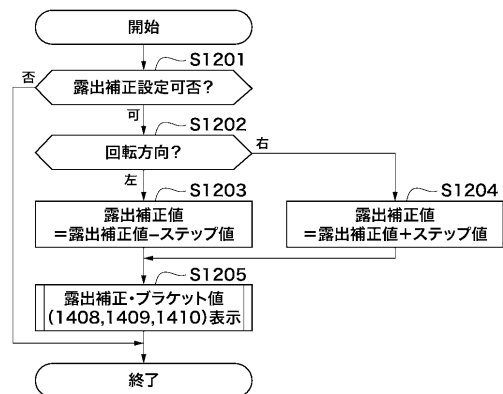 開始
S1201
否
露出補正設定可否?
可
S1202
回転方向?
右
左
S1203
露出補正値
=露出補正値−ステップ値
S1204
露出補正値
=露出補正値+ステップ値
S1205
露出補正・ブラケット値
(1408,1409,1410)表示
終了